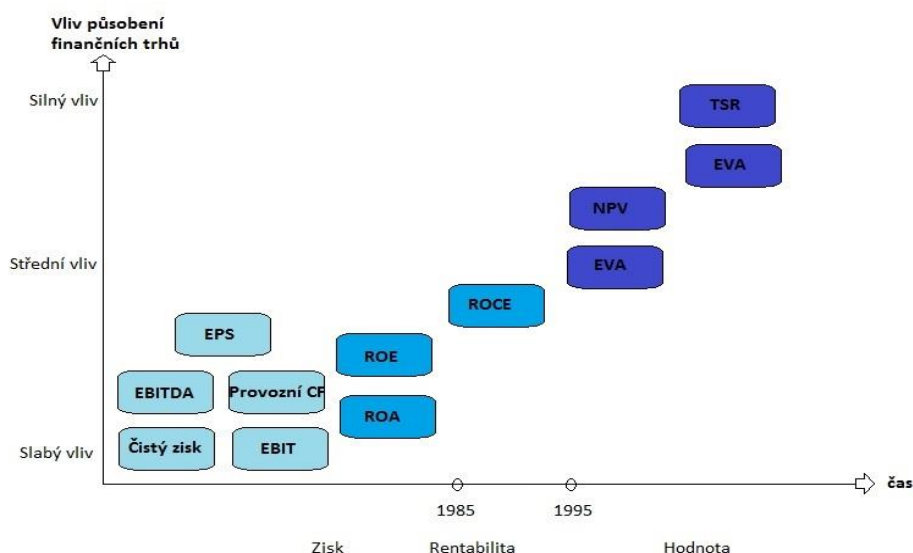 Vliv působení
finančních trhů
Silný vliv
TSR
EVA
NPV
Střední vliv
EVA
ROCE
EPS
ROE
EBITDA
Provozní CF
ROA
Slabý vliv
Čistý zisk
EBIT
čas
1985
1995
Zisk
Rentabilita
Hodnota